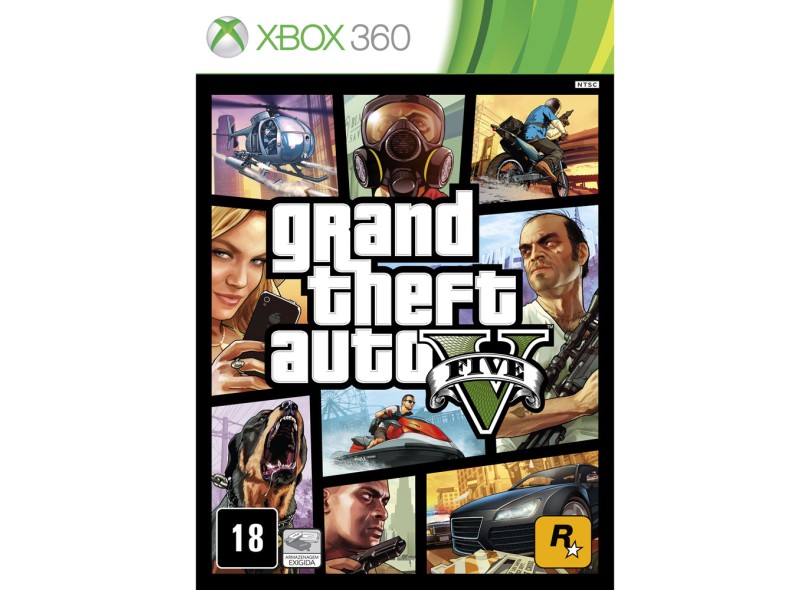 XBOX 360
NTSC
grand
theft
auto
V
FIVE
18
ARMAZENAGEM
EXIGIDA
R